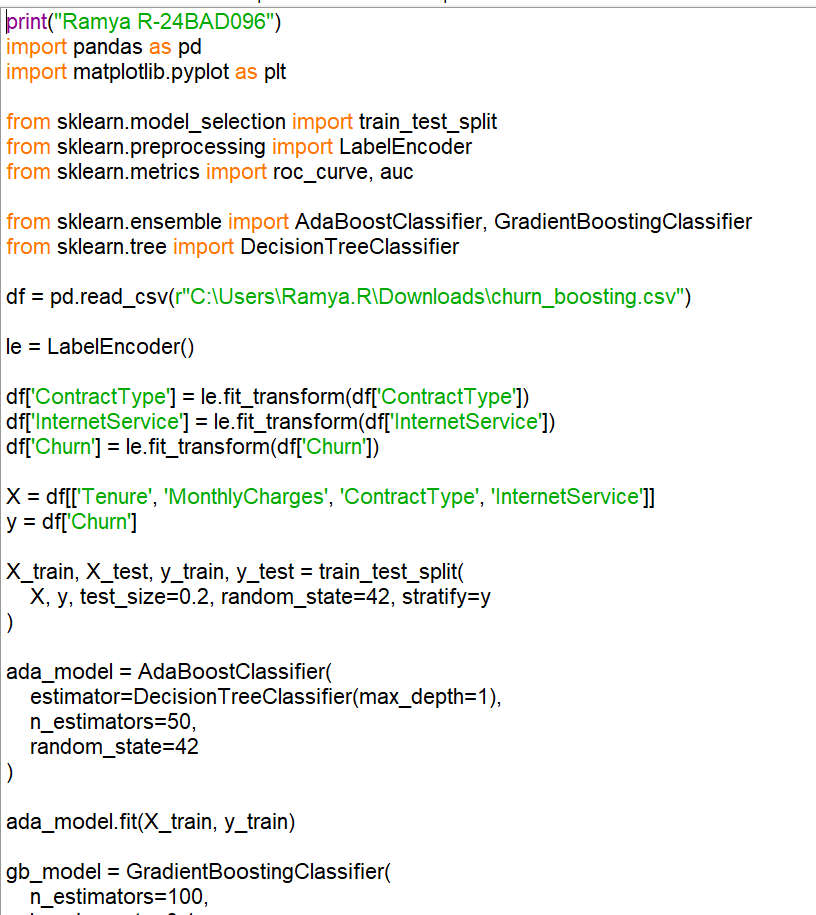 print("Ramya R-24BAD096")
import pandas as pd
import matplotlib.pyplot as plt

from sklearn.model_selection import train_test_split
from sklearn.preprocessing import LabelEncoder
from sklearn.metrics import roc_curve, auc

from sklearn.ensemble import AdaBoostClassifier, GradientBoostingClassifier
from sklearn.tree import DecisionTreeClassifier

df = pd.read_csv(r"C:\Users\Ramya.R\Downloads\churn_boosting.csv")

le = LabelEncoder()

df['ContractType'] = le.fit_transform(df['ContractType'])
df['InternetService'] = le.fit_transform(df['InternetService'])
df['Churn'] = le.fit_transform(df['Churn'])

X = df[['Tenure', 'MonthlyCharges', 'ContractType', 'InternetService']]
y = df['Churn']

X_train, X_test, y_train, y_test = train_test_split(
    X, y, test_size=0.2, random_state=42, stratify=y
)

ada_model = AdaBoostClassifier(
    estimator=DecisionTreeClassifier(max_depth=1),
    n_estimators=50,
    random_state=42
)

ada_model.fit(X_train, y_train)

gb_model = GradientBoostingClassifier(
    n_estimators=100,